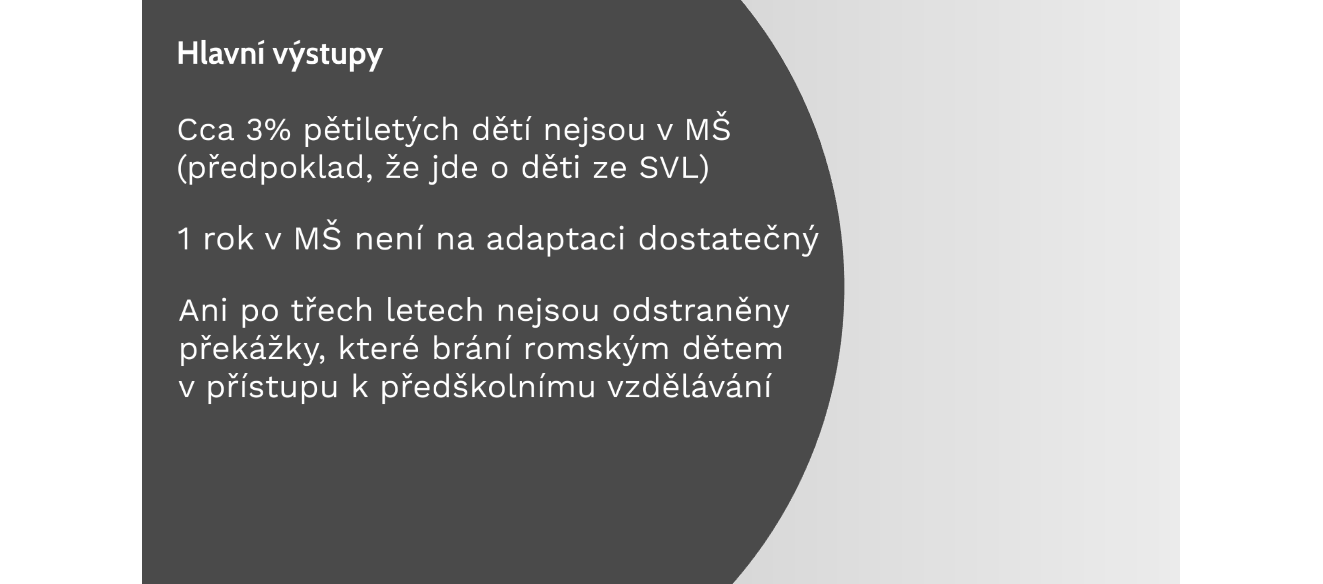 Hlavní výstupy
Cca 3% pětiletých dětí nejsou v MŠ
(předpoklad, že jde o děti ze SVL)
1 rok v MŠ není na adaptaci dostatečný
Ani po třech letech nejsou odstraněny
překážky, které brání romským dětem
v přístupu k předškolnímu vzdělávání